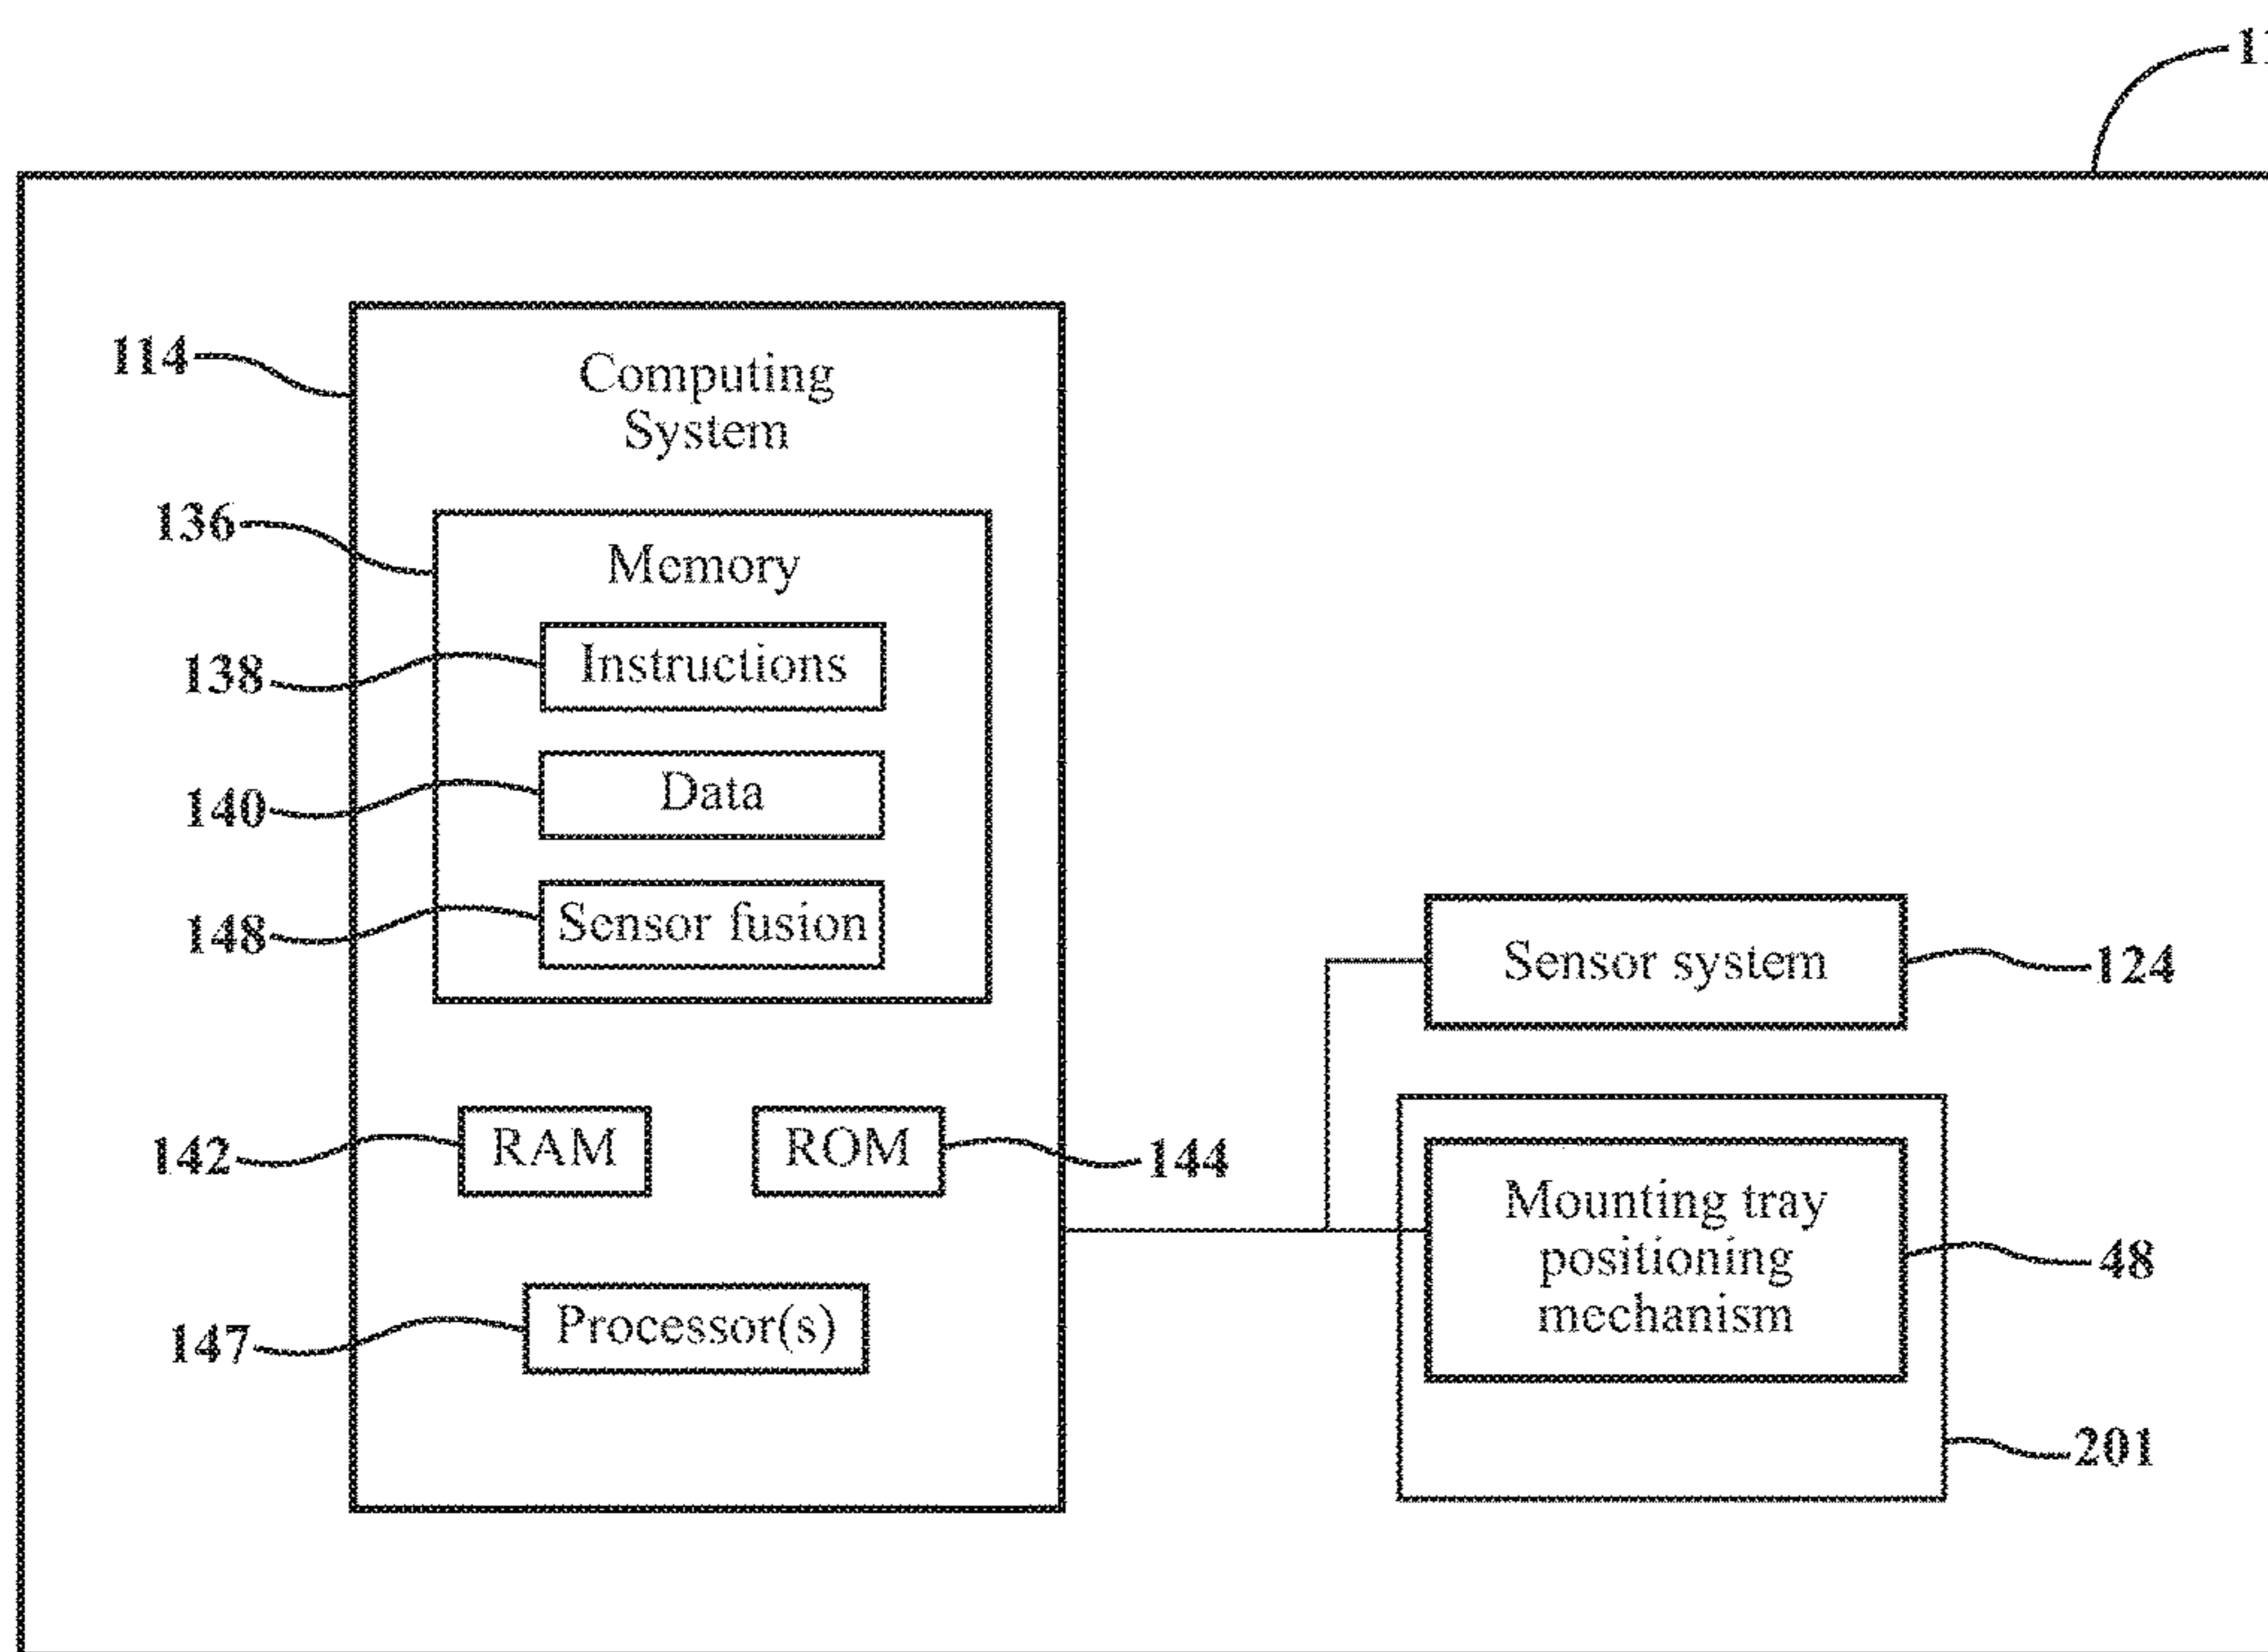 114
Computing
System
136
Memory
138
Instructions
140
Data
148
Sensor fusion
Sensor system
124
142
RAM
ROM
144
Mounting tray
positioning
mechanism
48
147
Processor(s)
201